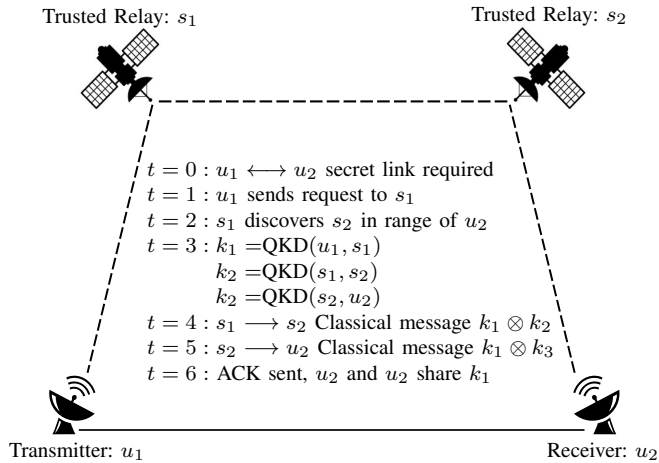 Trusted Relay: s₁
Trusted Relay: s₂
t = 0 : u₁ ⟷ u₂ secret link required
t = 1 : u₁ sends request to s₁
t = 2 : s₁ discovers s₂ in range of u₂
t = 3 : k₁ =QKD(u₁, s₁)
k₂ =QKD(s₁, s₂)
k₂ =QKD(s₂, u₂)
t = 4 : s₁ ⟶ s₂ Classical message k₁ ⊗ k₂
t = 5 : s₂ ⟶ u₂ Classical message k₁ ⊗ k₃
t = 6 : ACK sent, u₂ and u₂ share k₁
Transmitter: u₁
Receiver: u₂